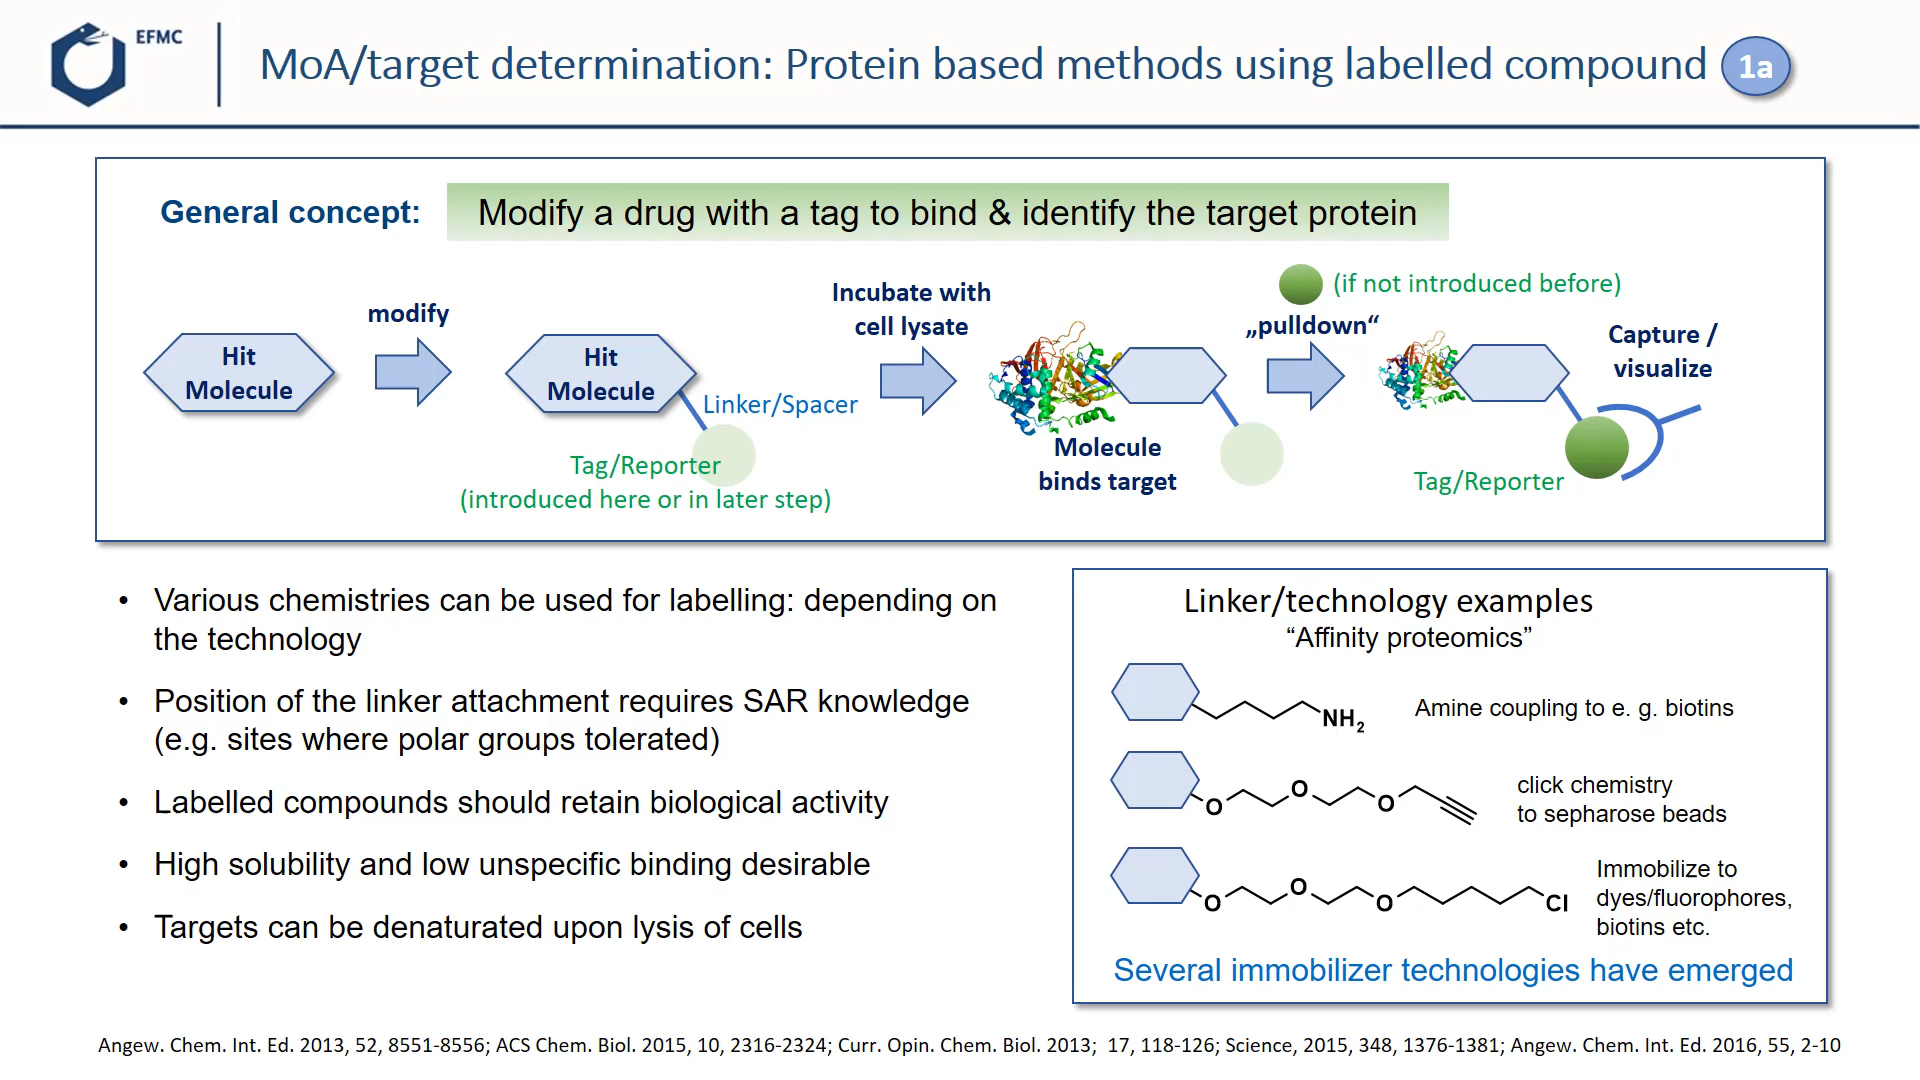 EFMC
MoA/target determination: Protein based methods using labelled compound
1a
General concept:
Modify a drug with a tag to bind & identify the target protein
Hit
Molecule
modify
Hit
Molecule
Linker/Spacer
Tag/Reporter
(introduced here or in later step)
Incubate with
cell lysate
Molecule
binds target
(if not introduced before)
„pulldown“
Capture /
visualize
Tag/Reporter
• Various chemistries can be used for labelling: depending on
the technology
• Position of the linker attachment requires SAR knowledge
(e.g. sites where polar groups tolerated)
• Labelled compounds should retain biological activity
• High solubility and low unspecific binding desirable
• Targets can be denaturated upon lysis of cells
Linker/technology examples
“Affinity proteomics”
NH2
Amine coupling to e. g. biotins
O O O
click chemistry
to sepharose beads
O O O Cl
Immobilize to
dyes/fluorophores,
biotins etc.
Several immobilizer technologies have emerged
Angew. Chem. Int. Ed. 2013, 52, 8551-8556; ACS Chem. Biol. 2015, 10, 2316-2324; Curr. Opin. Chem. Biol. 2013; 17, 118-126; Science, 2015, 348, 1376-1381; Angew. Chem. Int. Ed. 2016, 55, 2-10